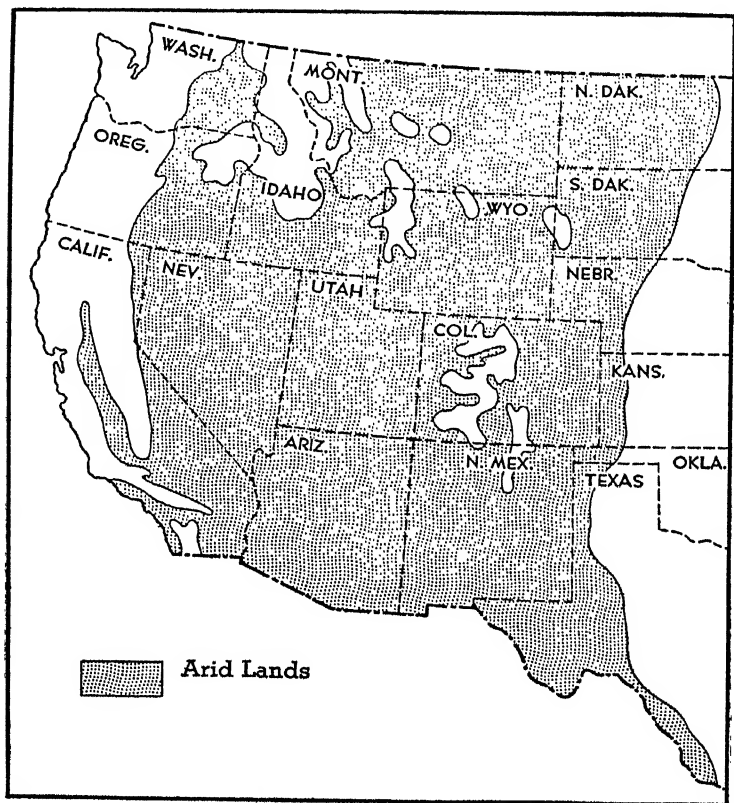 WASH.
MONT.
N. DAK.
OREG.
IDAHO
S. DAK.
WYO.
CALIF.
NEV.
UTAH
NEBR.
COL.
KANS.
ARIZ.
N. MEX.
TEXAS
OKLA.
Arid Lands